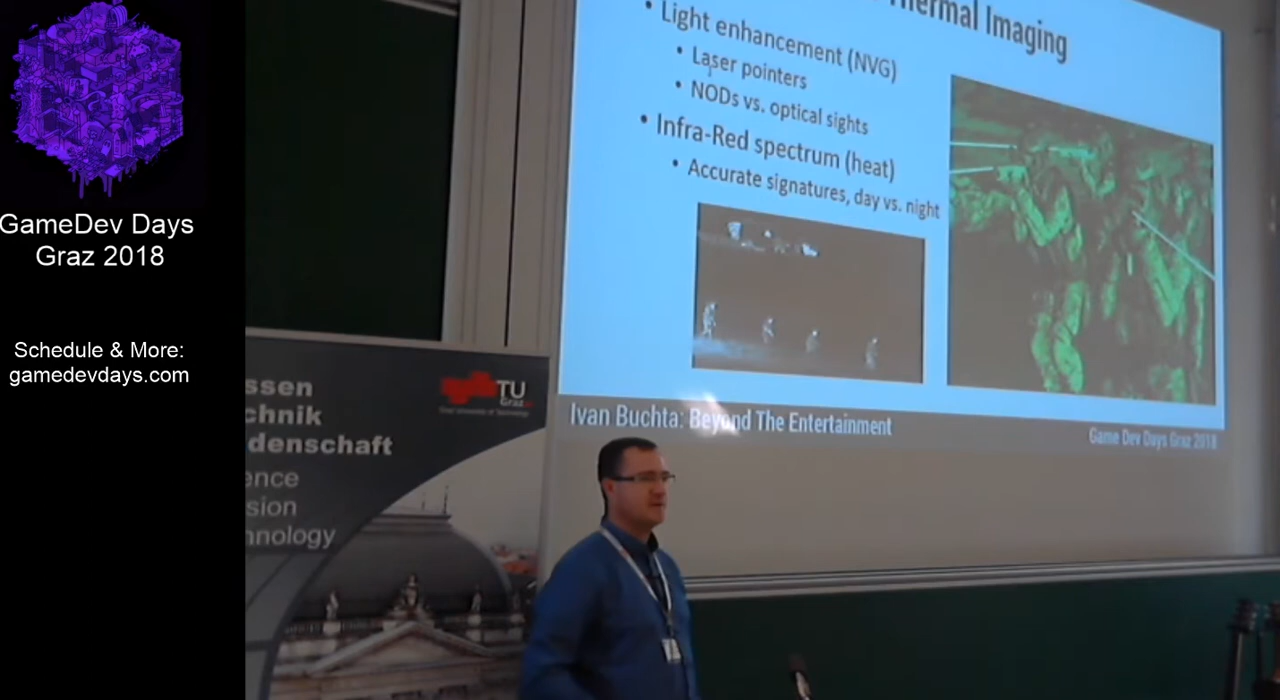 GameDev Days
Graz 2018
Schedule & More:
gamedevdays.com
Thermal Imaging
• Light enhancement (NVG)
• Laser pointers
• NODs vs. optical sights
• Infra-Red spectrum (heat)
• Accurate signatures, day vs. night
Ivan Buchta: Beyond The Entertainment
Game Dev Days Graz 2018
ssen
chnik
denschaft
ence
sion
hnology
TU
Graz